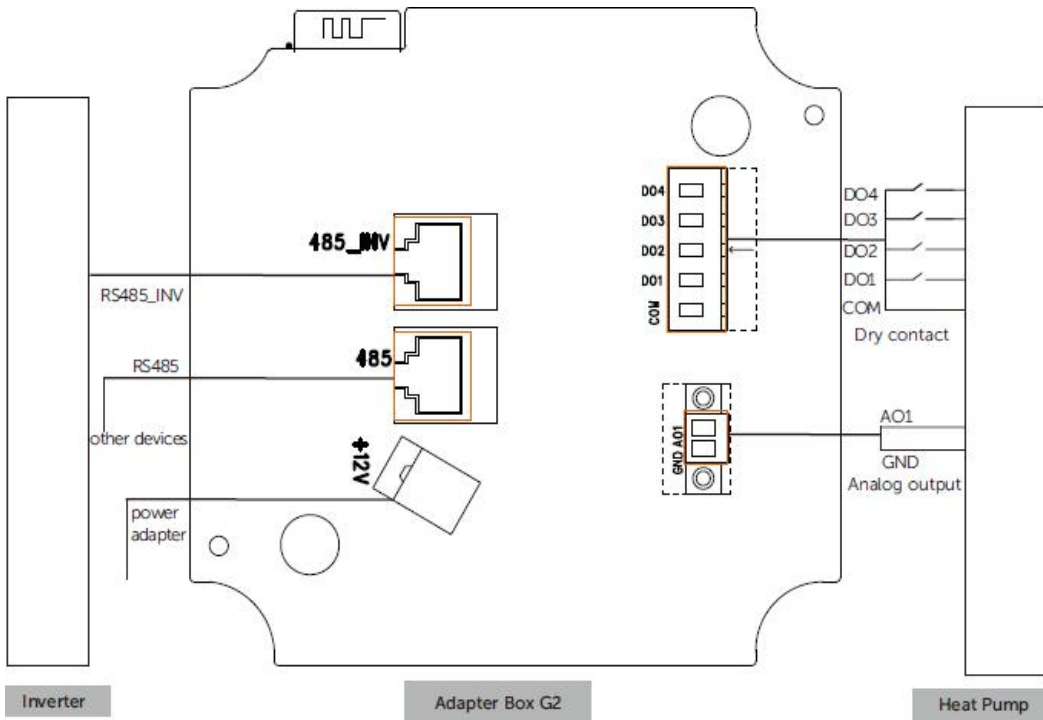 DO4
DO3
DO2
DO1
COM
485_INV
RS485_INV
485
RS485
other devices
+12V
power
adapter
GND AO1
DO4
DO3
DO2
DO1
COM
Dry contact
AO1
GND
Analog output
Inverter
Adapter Box G2
Heat Pump